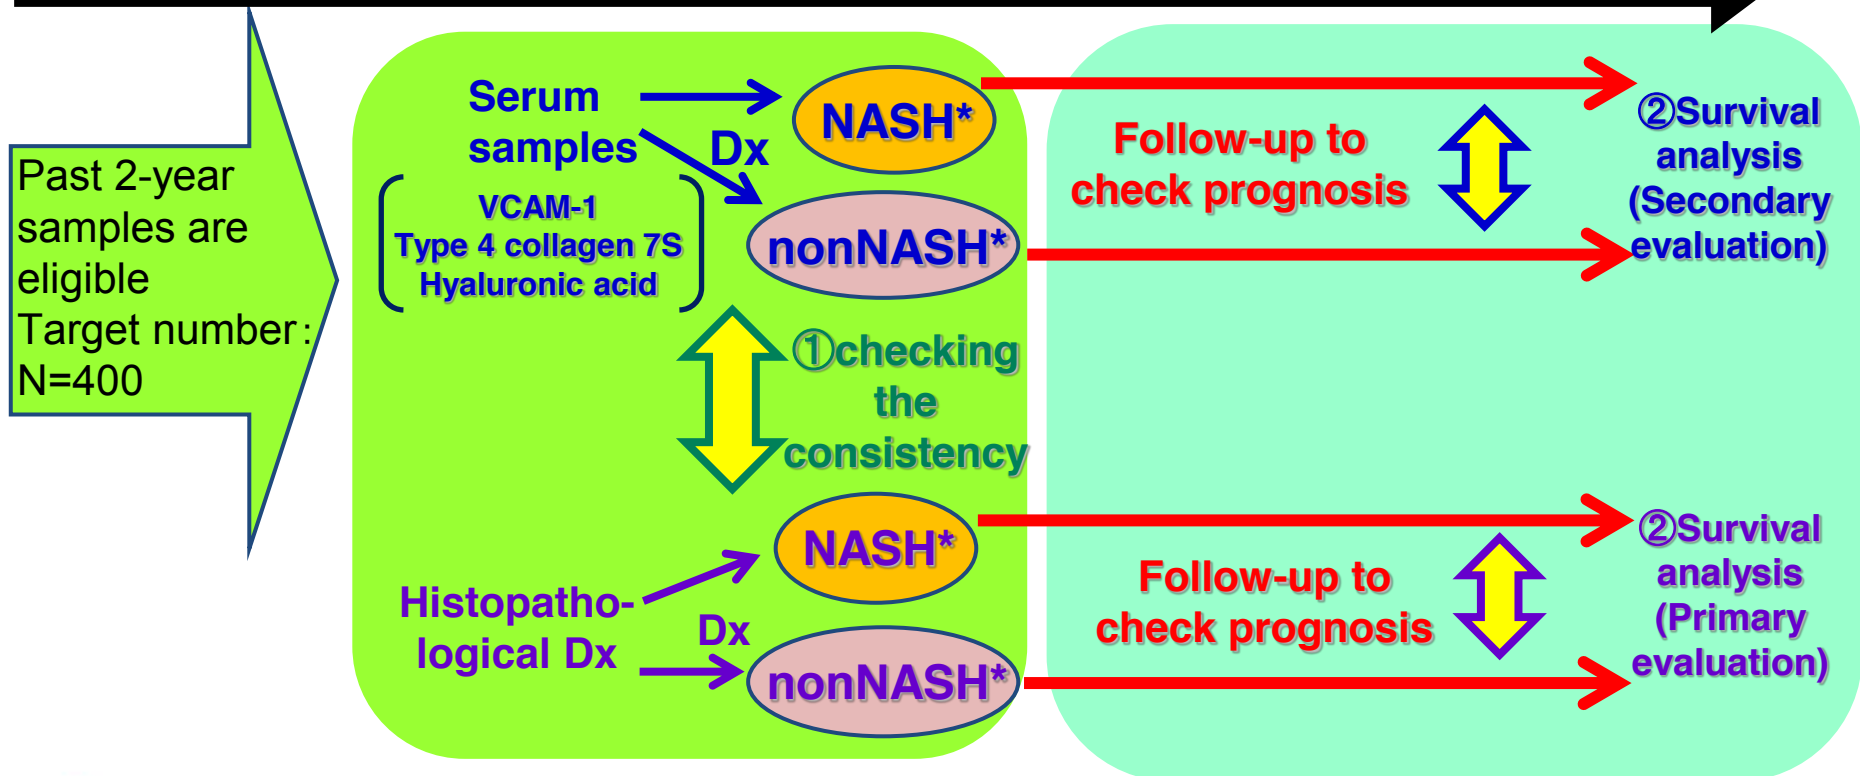 Past 2-year
samples are
eligible
Target number：
N=400
Serum
samples
Dx
VCAM-1
Type 4 collagen 7S
Hyaluronic acid
NASH*
nonNASH*
①checking
the
consistency
Histopatho-
logical Dx
Dx
NASH*
nonNASH*
Follow-up to
check prognosis
②Survival
analysis
(Secondary
evaluation)
Follow-up to
check prognosis
②Survival
analysis
(Primary
evaluation)